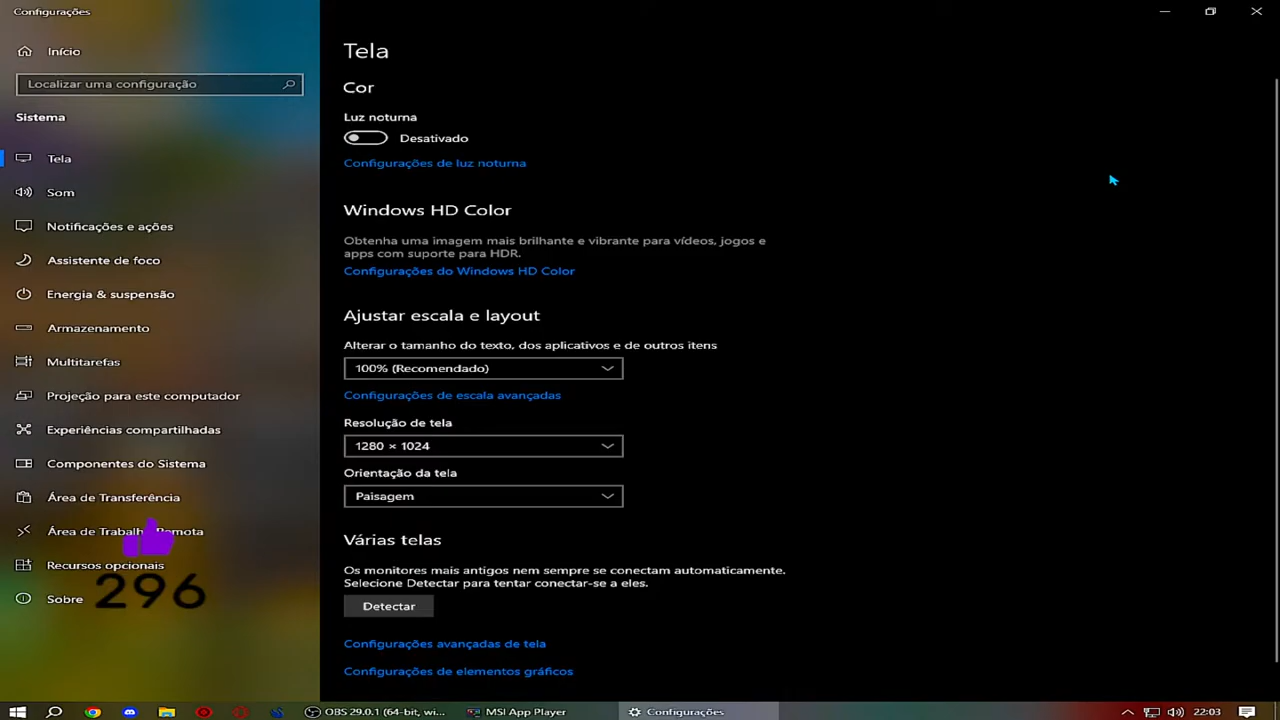 Configurações
Início
Localizar uma configuração
Sistema
Tela
Som
Notificações e ações
Assistente de foco
Energia & suspensão
Armazenamento
Multitarefas
Projeção para este computador
Experiências compartilhadas
Componentes do Sistema
Área de Transferência
Área de Trabalho Remota
Recursos opcionais
Sobre
296
Tela
Cor
Luz noturna
Desativado
Configurações de luz noturna
Windows HD Color
Obtenha uma imagem mais brilhante e vibrante para vídeos, jogos e
apps com suporte para HDR.
Configurações do Windows HD Color
Ajustar escala e layout
Alterar o tamanho do texto, dos aplicativos e de outros itens
100% (Recomendado)
Configurações de escala avançadas
Resolução de tela
1280 × 1024
Orientação da tela
Paisagem
Várias telas
Os monitores mais antigos nem sempre se conectam automaticamente.
Selecione Detectar para tentar conectar-se a eles.
Detectar
Configurações avançadas de tela
Configurações de elementos gráficos
OBS 29.0.1 (64-bit, wi...
MSI App Player
Configurações
22:03